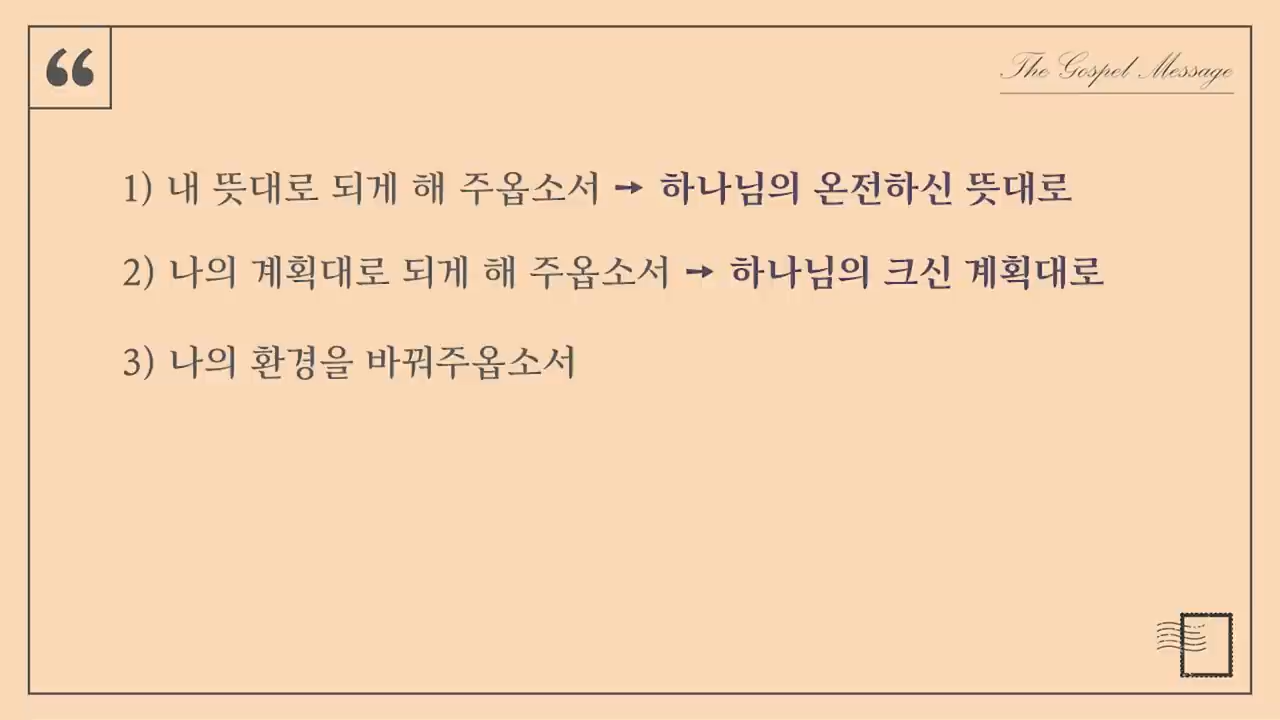 “
The Gospel Message
1) 내 뜻대로 되게 해 주옵소서 → 하나님의 온전하신 뜻대로
2) 나의 계획대로 되게 해 주옵소서 → 하나님의 크신 계획대로
3) 나의 환경을 바꿔주옵소서